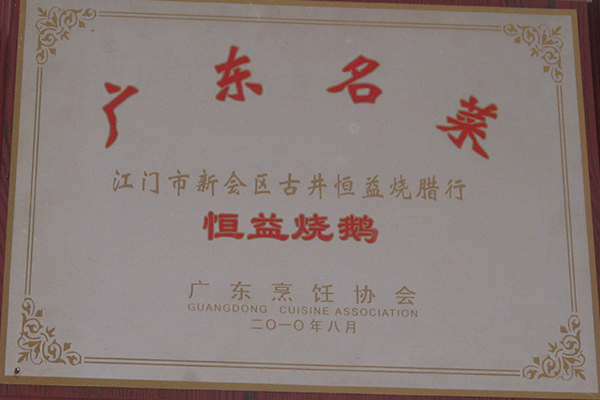 广东名菜
江门市新会区古井恒益烧腊行
恒益烧鹅
广东烹饪协会
GUANGDONG CUISINE ASSOCIATION
二〇一〇年八月